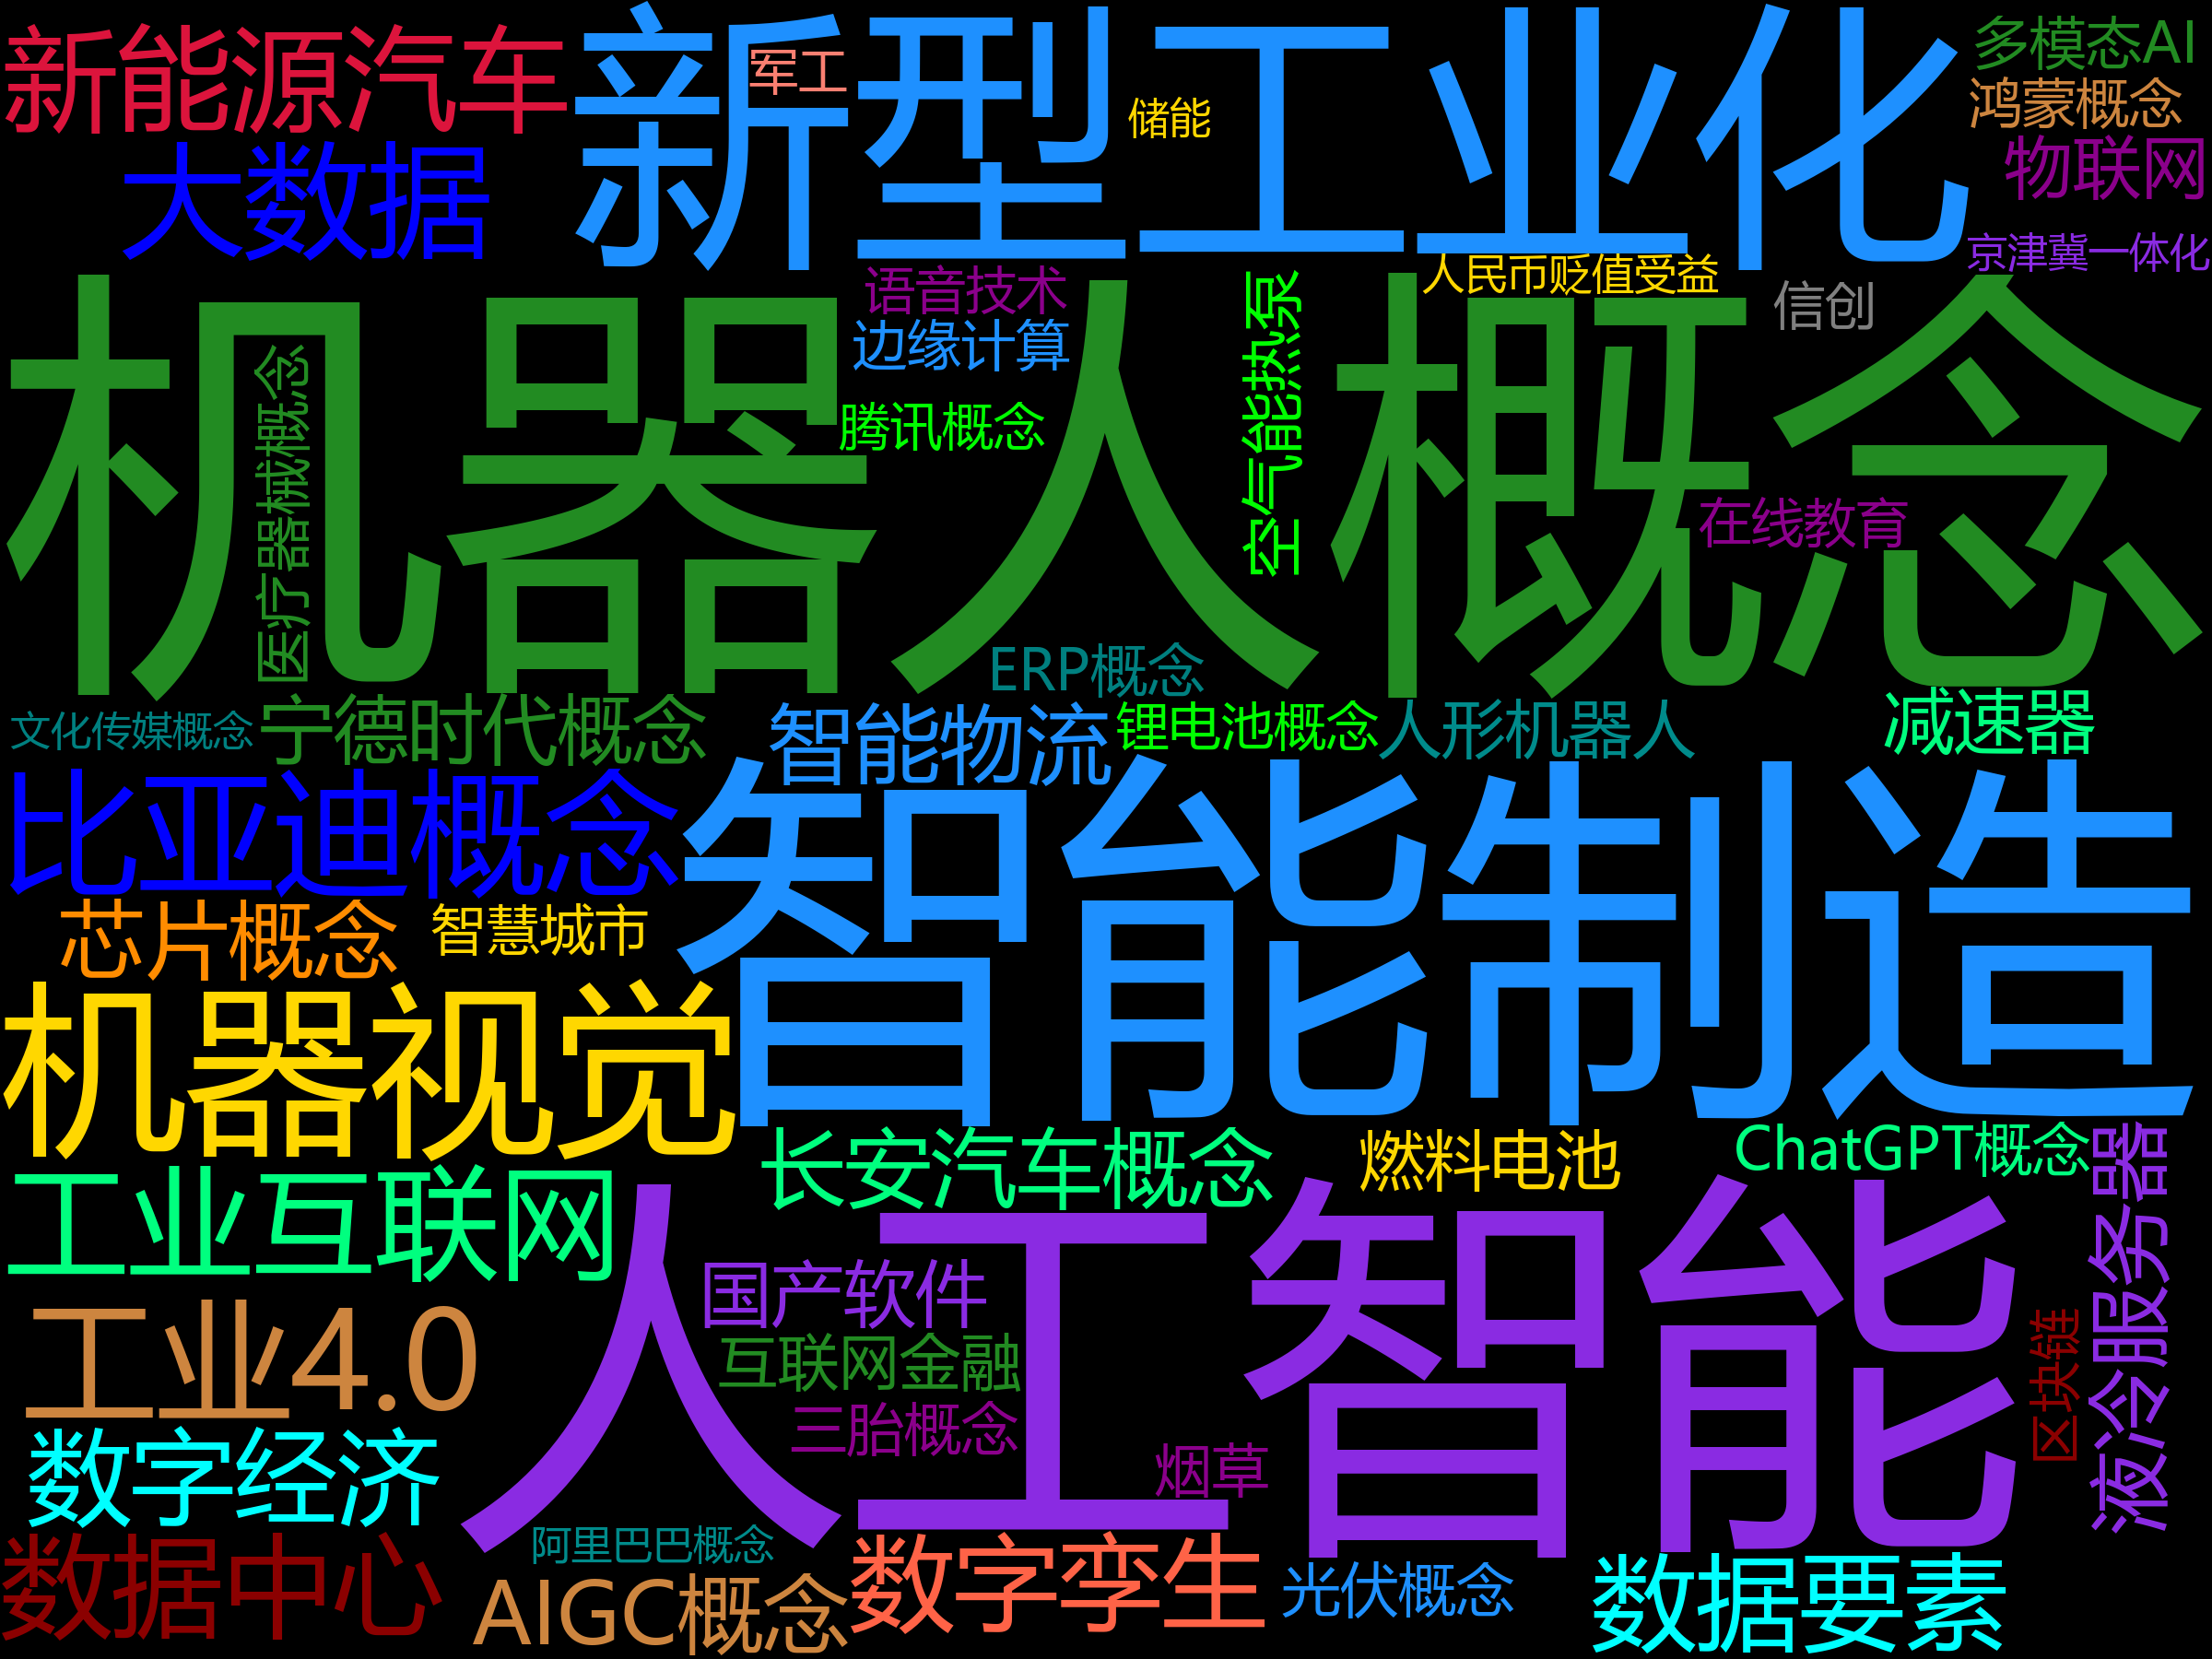 新能源汽车
新型工业化
军工
储能
多模态AI
鸿蒙概念
大数据
物联网
京津冀一体化
人民币贬值受益
语音技术
信创
边缘计算
机器人概念
医疗器械概念
腾讯概念
空气能热泵
在线教育
ERP概念
文化传媒概念
宁德时代概念
智能物流
锂电池概念
人形机器人
减速器
比亚迪概念
智能制造
芯片概念
智慧城市
机器视觉
长安汽车概念
燃料电池
ChatGPT概念
工业互联网
人工智能
液冷服务器
国产软件
工业4.0
互联网金融
区块链
三胎概念
烟草
数字经济
阿里巴巴概念
数据中心
AIGC概念
数字孪生
光伏概念
数据要素